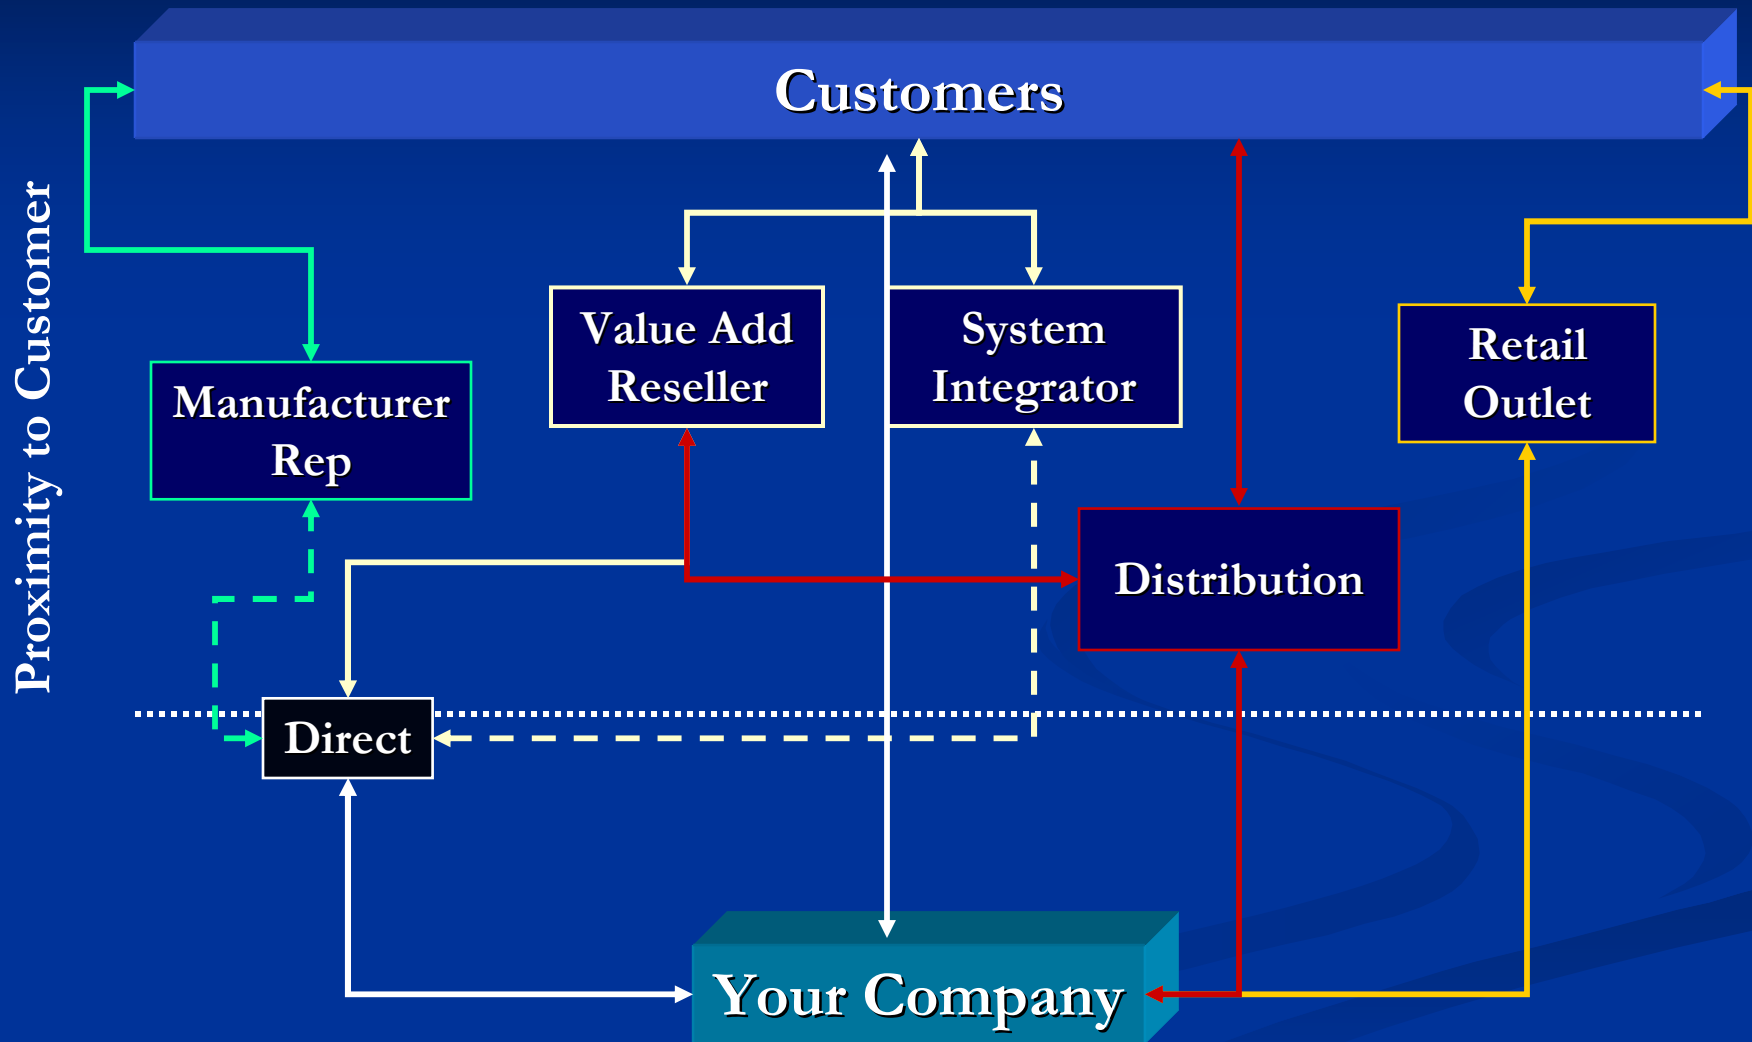 Customers
Proximity to Customer
Value Add
Reseller
System
Integrator
Retail
Outlet
Manufacturer
Rep
Distribution
Direct
Your Company